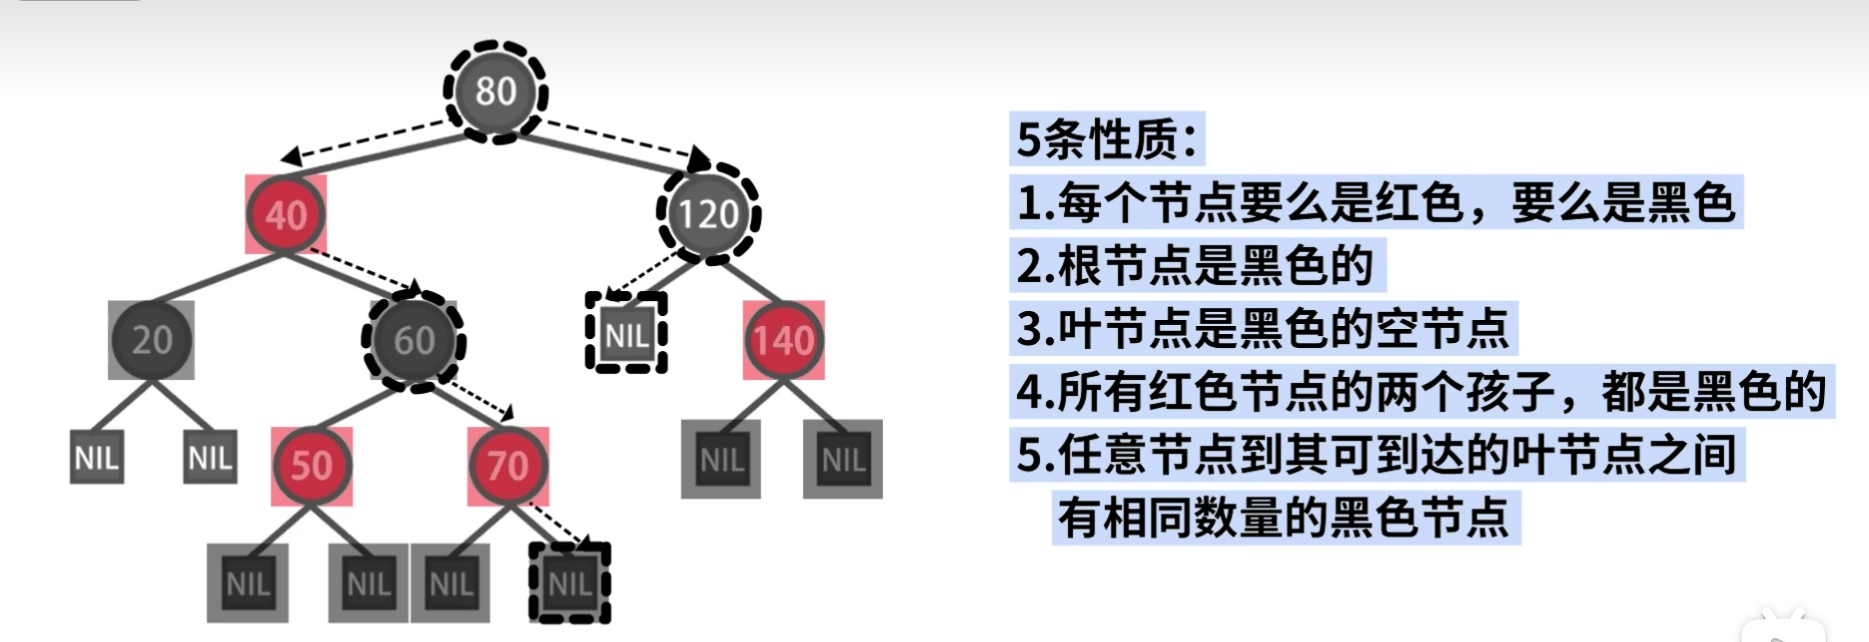 80
40
120
20
60
NIL
140
NIL
NIL
50
70
NIL
NIL
NIL
NIL
NIL
NIL
5条性质：
1.每个节点要么是红色，要么是黑色
2.根节点是黑色的
3.叶节点是黑色的空节点
4.所有红色节点的两个孩子，都是黑色的
5.任意节点到其可到达的叶节点之间
有相同数量的黑色节点